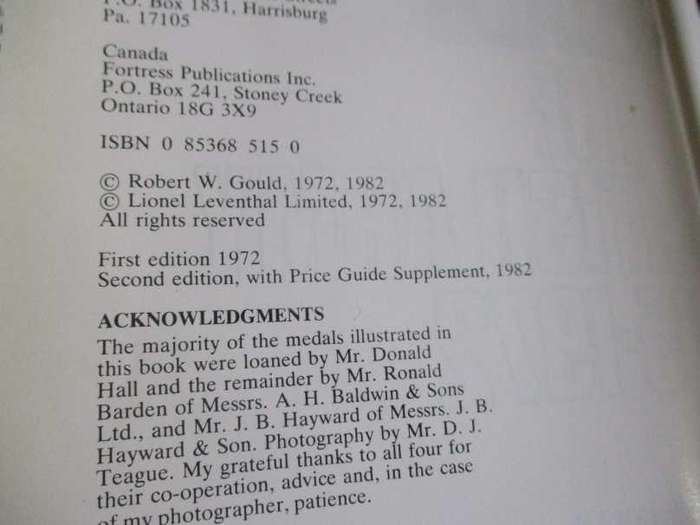 P.O. Box 1831, Harrisburg
Pa. 17105
Canada
Fortress Publications Inc.
P.O. Box 241, Stoney Creek
Ontario 18G 3X9
ISBN 0 85368 515 0
© Robert W. Gould, 1972, 1982
© Lionel Leventhal Limited, 1972, 1982
All rights reserved
First edition 1972
Second edition, with Price Guide Supplement, 1982
ACKNOWLEDGMENTS
The majority of the medals illustrated in
this book were loaned by Mr. Donald
Hall and the remainder by Mr. Ronald
Barden of Messrs. A. H. Baldwin & Sons
Ltd., and Mr. J. B. Hayward of Messrs. J. B.
Hayward & Son. Photography by Mr. D. J.
Teague. My grateful thanks to all four for
their co-operation, advice and, in the case
of my photographer, patience.